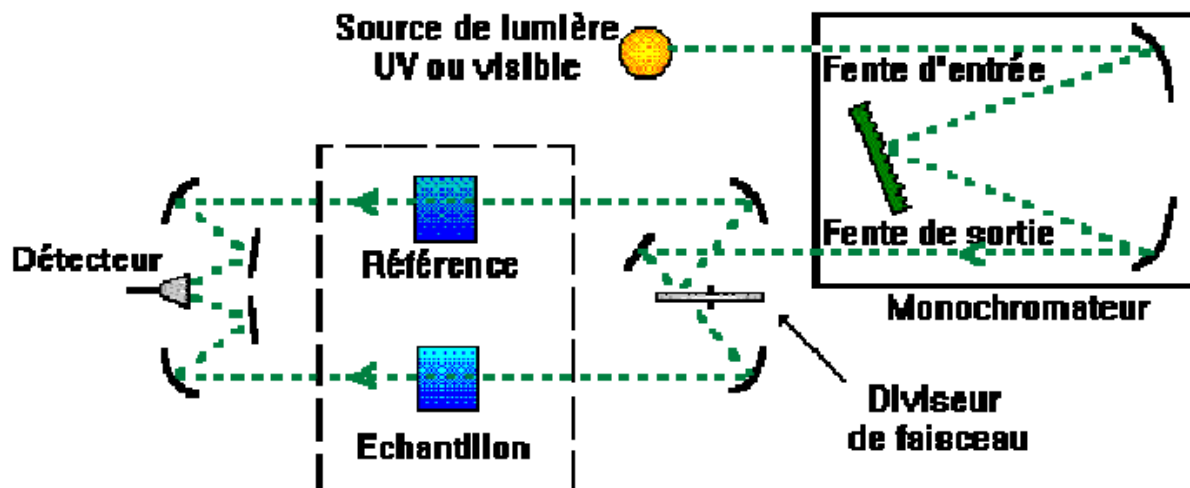 Source de lumière
UV ou visible
Fente d'entrée
Fente de sortie
Monochromateur
Détecteur
Référence
Echantillon
Diviseur
de faisceau